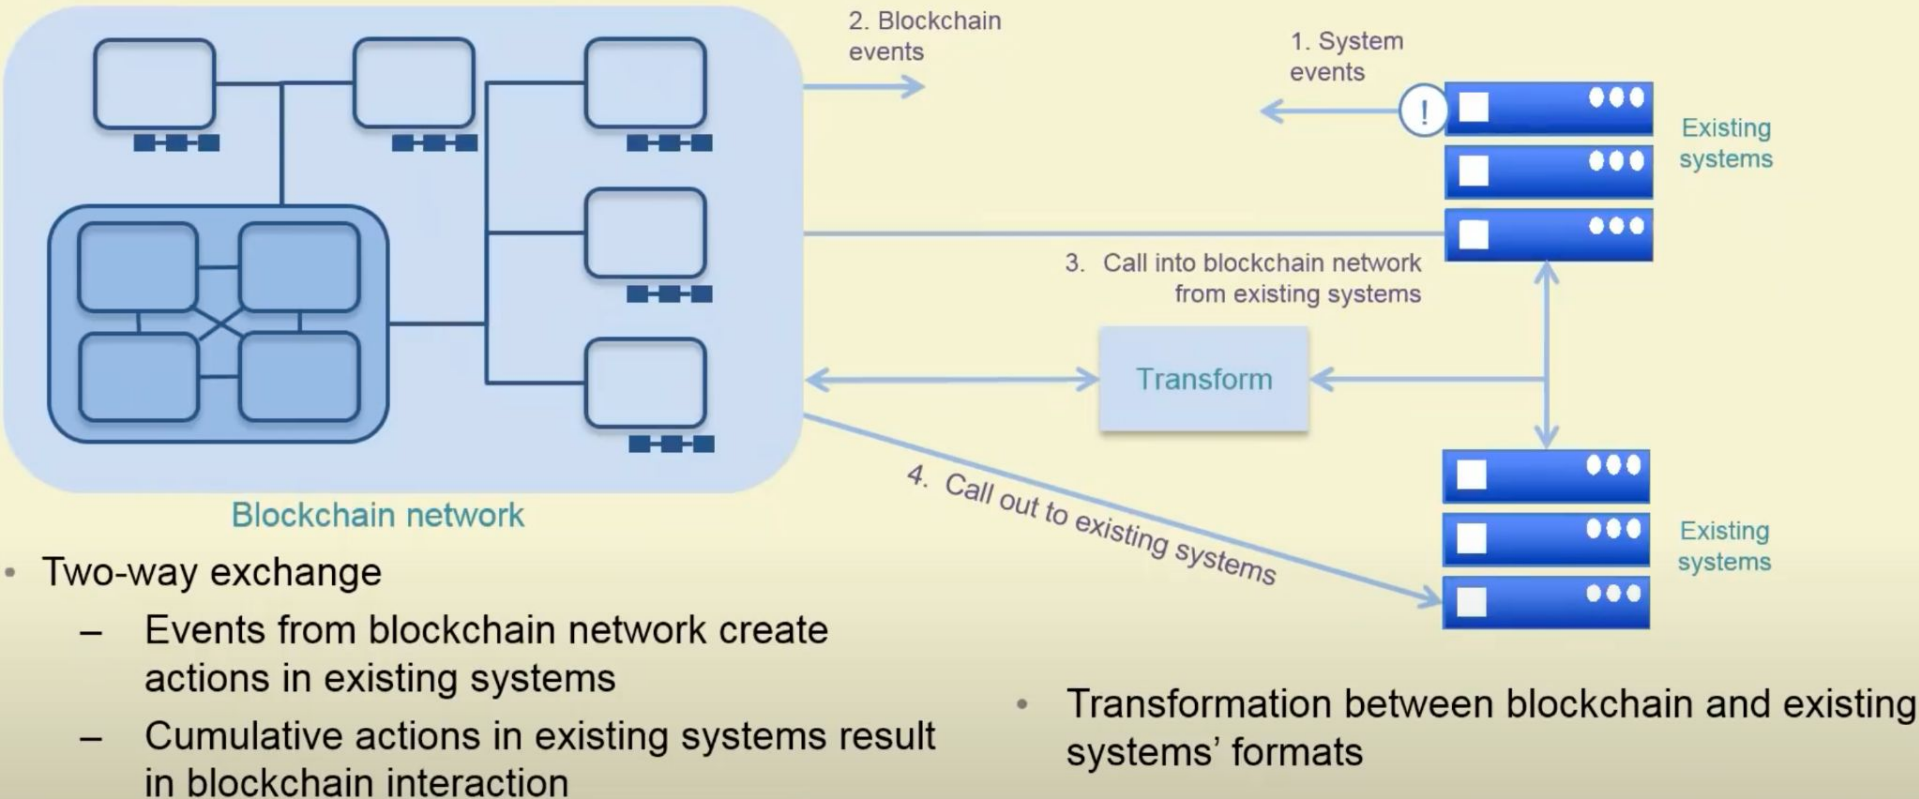 2. Blockchain
events
1. System
events
!
Existing
systems
3. Call into blockchain network
from existing systems
Transform
4. Call out to existing systems
Existing
systems
Blockchain network
• Two-way exchange
– Events from blockchain network create
actions in existing systems
– Cumulative actions in existing systems result
in blockchain interaction
• Transformation between blockchain and existing
systems’ formats